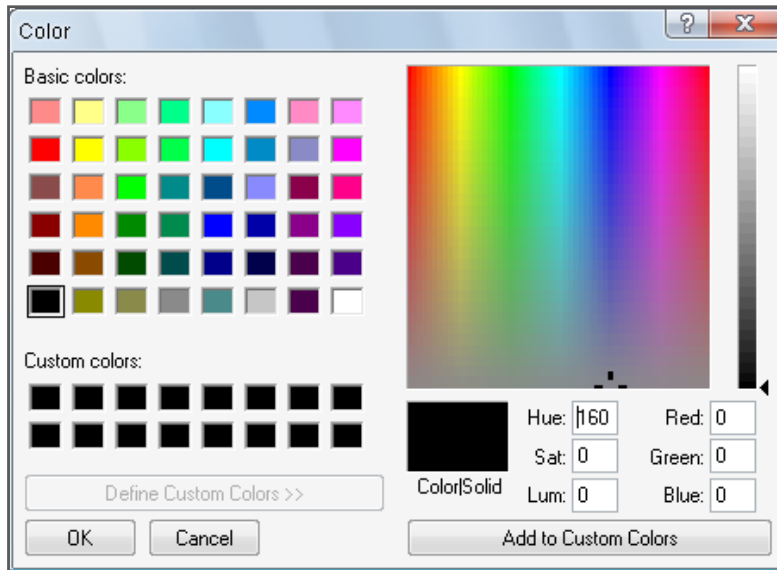 Color
Basic colors:
Custom colors:
Define Custom Colors >>
OK
Cancel
Color|Solid
Hue: 160
Sat: 0
Lum: 0
Red: 0
Green: 0
Blue: 0
Add to Custom Colors